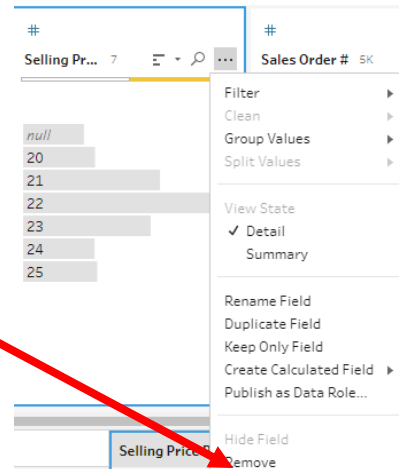 # #
Selling Pr... 7 ... Sales Order # 5K
Filter
Clean
null Group Values
20 Split Values
21
22 View State
23 ✓ Detail
24 Summary
25
Rename Field
Duplicate Field
Keep Only Field
Create Calculated Field
Publish as Data Role...
Hide Field
Selling Price Remove